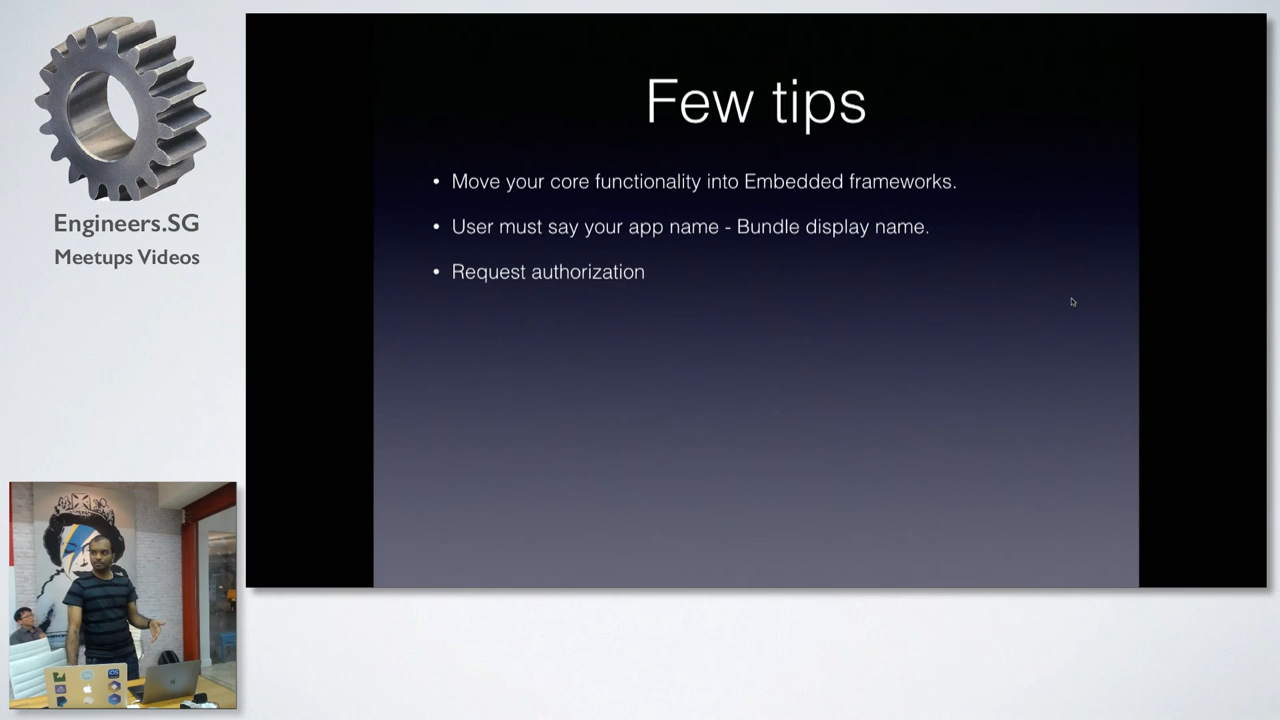 Engineers.SG
Meetups Videos
Few tips
• Move your core functionality into Embedded frameworks.
• User must say your app name - Bundle display name.
• Request authorization